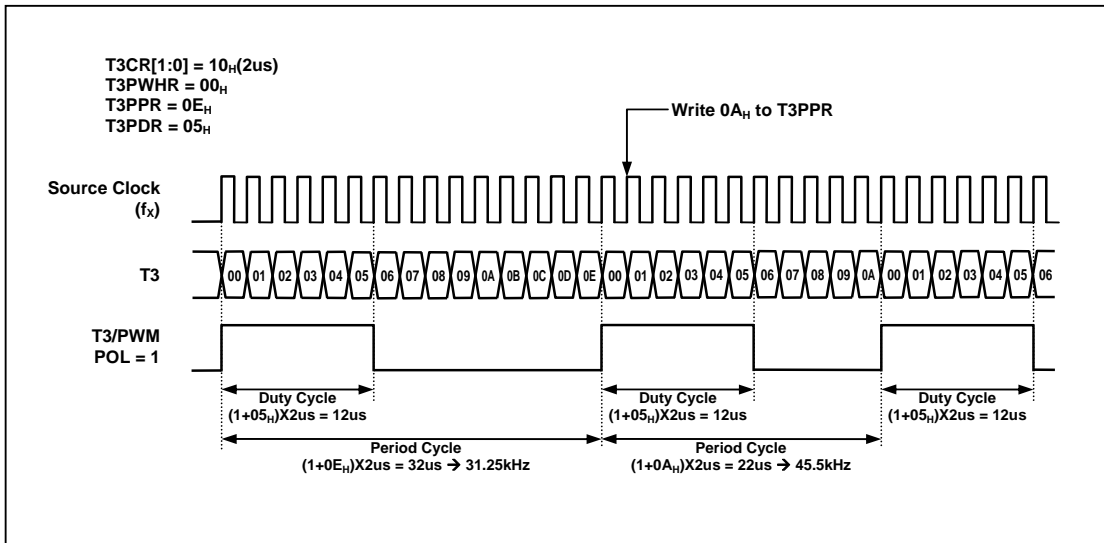 T3CR[1:0] = 10H(2us)
T3PWHR = 00H
T3PPR = 0EH
T3PDR = 05H
Write 0AH to T3PPR
Source Clock
(fX)
T3
00 01 02 03 04 05 06 07 08 09 0A 0B 0C 0D 0E 00 01 02 03 04 05 06 07 08 09 0A 00 01 02 03 04 05 06
T3/PWM
POL = 1
Duty Cycle
(1+05H)X2us = 12us
Duty Cycle
(1+05H)X2us = 12us
Duty Cycle
(1+05H)X2us = 12us
Period Cycle
(1+0EH)X2us = 32us → 31.25kHz
Period Cycle
(1+0AH)X2us = 22us → 45.5kHz